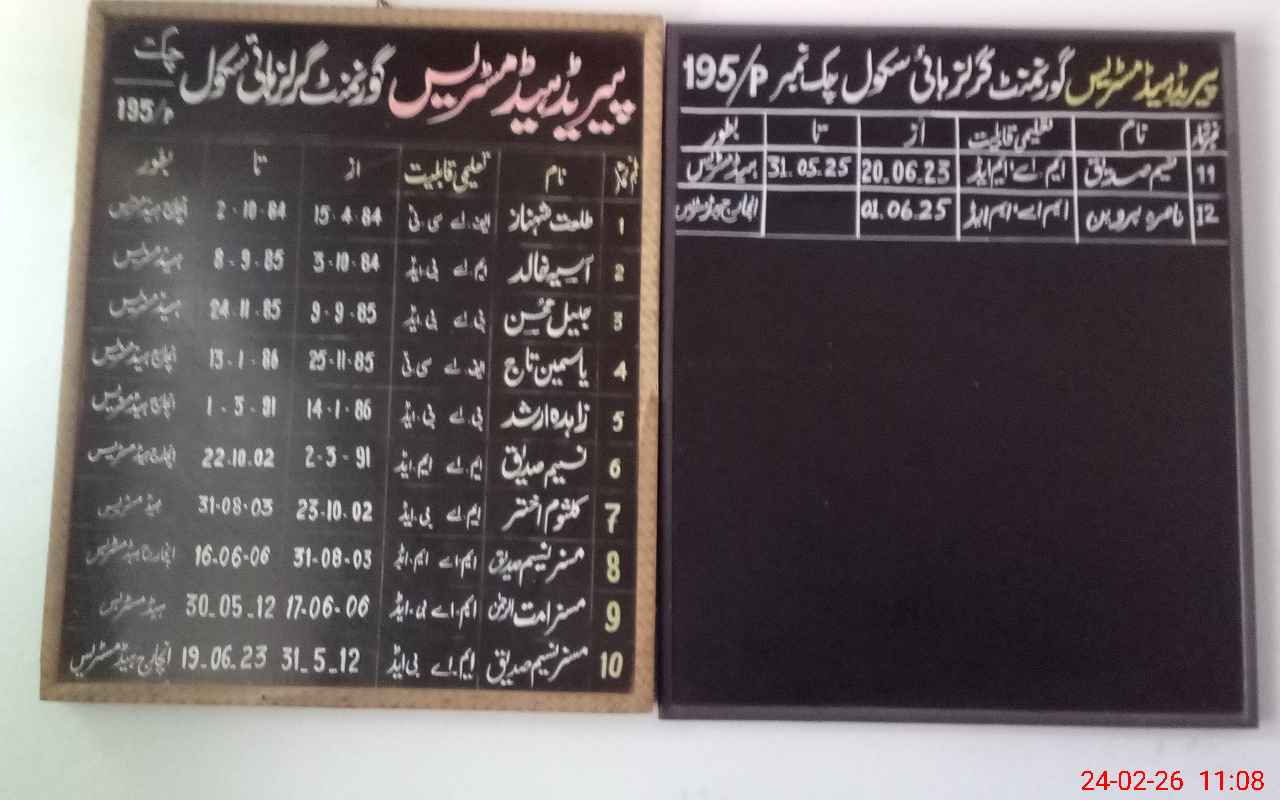 پیریڈ ہیڈ مسٹریس گورنمنٹ گرلز ہائی سکول چک 195/P
نمبر شمار نام تعلیمی قابلیت از تا بطور
1 طلعت شہناز ایف اے سی ٹی 15-4-84 2-10-84 انچارج ہیڈ مسٹریس
2 آسیہ خالد ایم اے بی ایڈ 3-10-84 8-9-85 ہیڈ مسٹریس
3 جمیل محسن بی اے بی ایڈ 9-9-85 24-11-85 ہیڈ مسٹریس
4 یاسمین تاج ایف اے سی ٹی 25-11-85 13-1-86 انچارج ہیڈ مسٹریس
5 زاہدہ ارشد بی اے بی ایڈ 14-1-86 1-3-91 انچارج ہیڈ مسٹریس
6 نسیم صدیق ایم اے ایم ایڈ 2-3-91 22.10.02 انچارج ہیڈ مسٹریس
7 کلثوم اختر ایم اے بی ایڈ 23-10-02 31-08-03 ہیڈ مسٹریس
8 مسز نسیم صدیق ایم اے ایم ایڈ 31-08-03 16-06-06 انچارج ہیڈ مسٹریس
9 مسز امت الرحمٰن ایم اے بی ایڈ 17-06-06 30-05-12 ہیڈ مسٹریس
10 مسز نسیم صدیق ایم اے بی ایڈ 31-5-12 19-06-23 انچارج ہیڈ مسٹریس
پیریڈ ہیڈ مسٹریس گورنمنٹ گرلز ہائی سکول چک نمبر 195/P
نمبر شمار نام تعلیمی قابلیت از تا بطور
11 نسیم صدیق ایم اے، ایم ایڈ 20.06.23 31.05.25 ہیڈ مسٹریس
12 ناصرہ پروین ایم اے، ایم ایڈ 01.06.25 انچارج ہیڈ مسٹریس
24-02-26 11:08